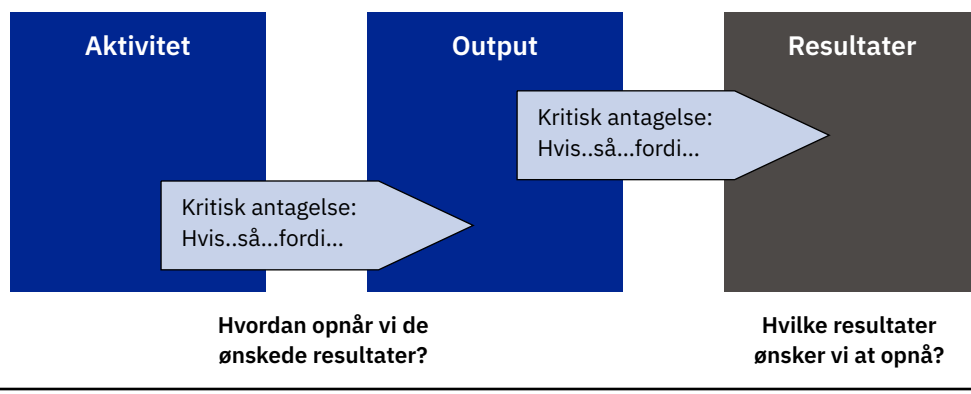 Aktivitet
Output
Resultater
Kritisk antagelse:
Hvis..så...fordi...
Kritisk antagelse:
Hvis..så...fordi...
Hvordan opnår vi de
ønskede resultater?
Hvilke resultater
ønsker vi at opnå?